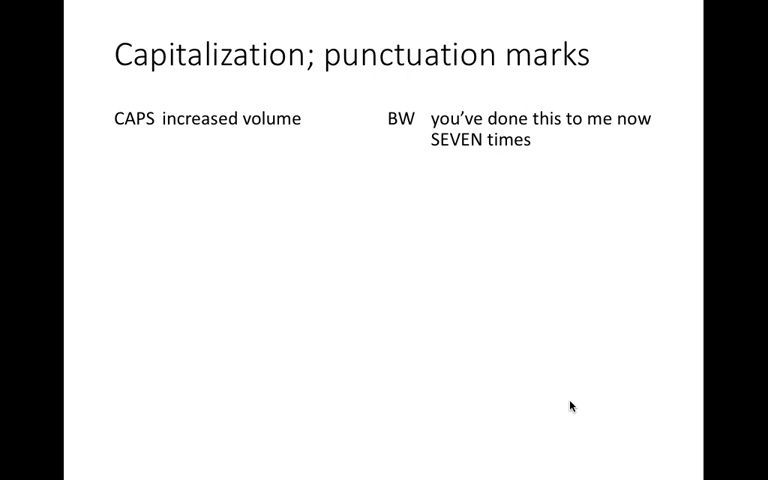 Capitalization; punctuation marks
CAPS increased volume
BW you’ve done this to me now
SEVEN times